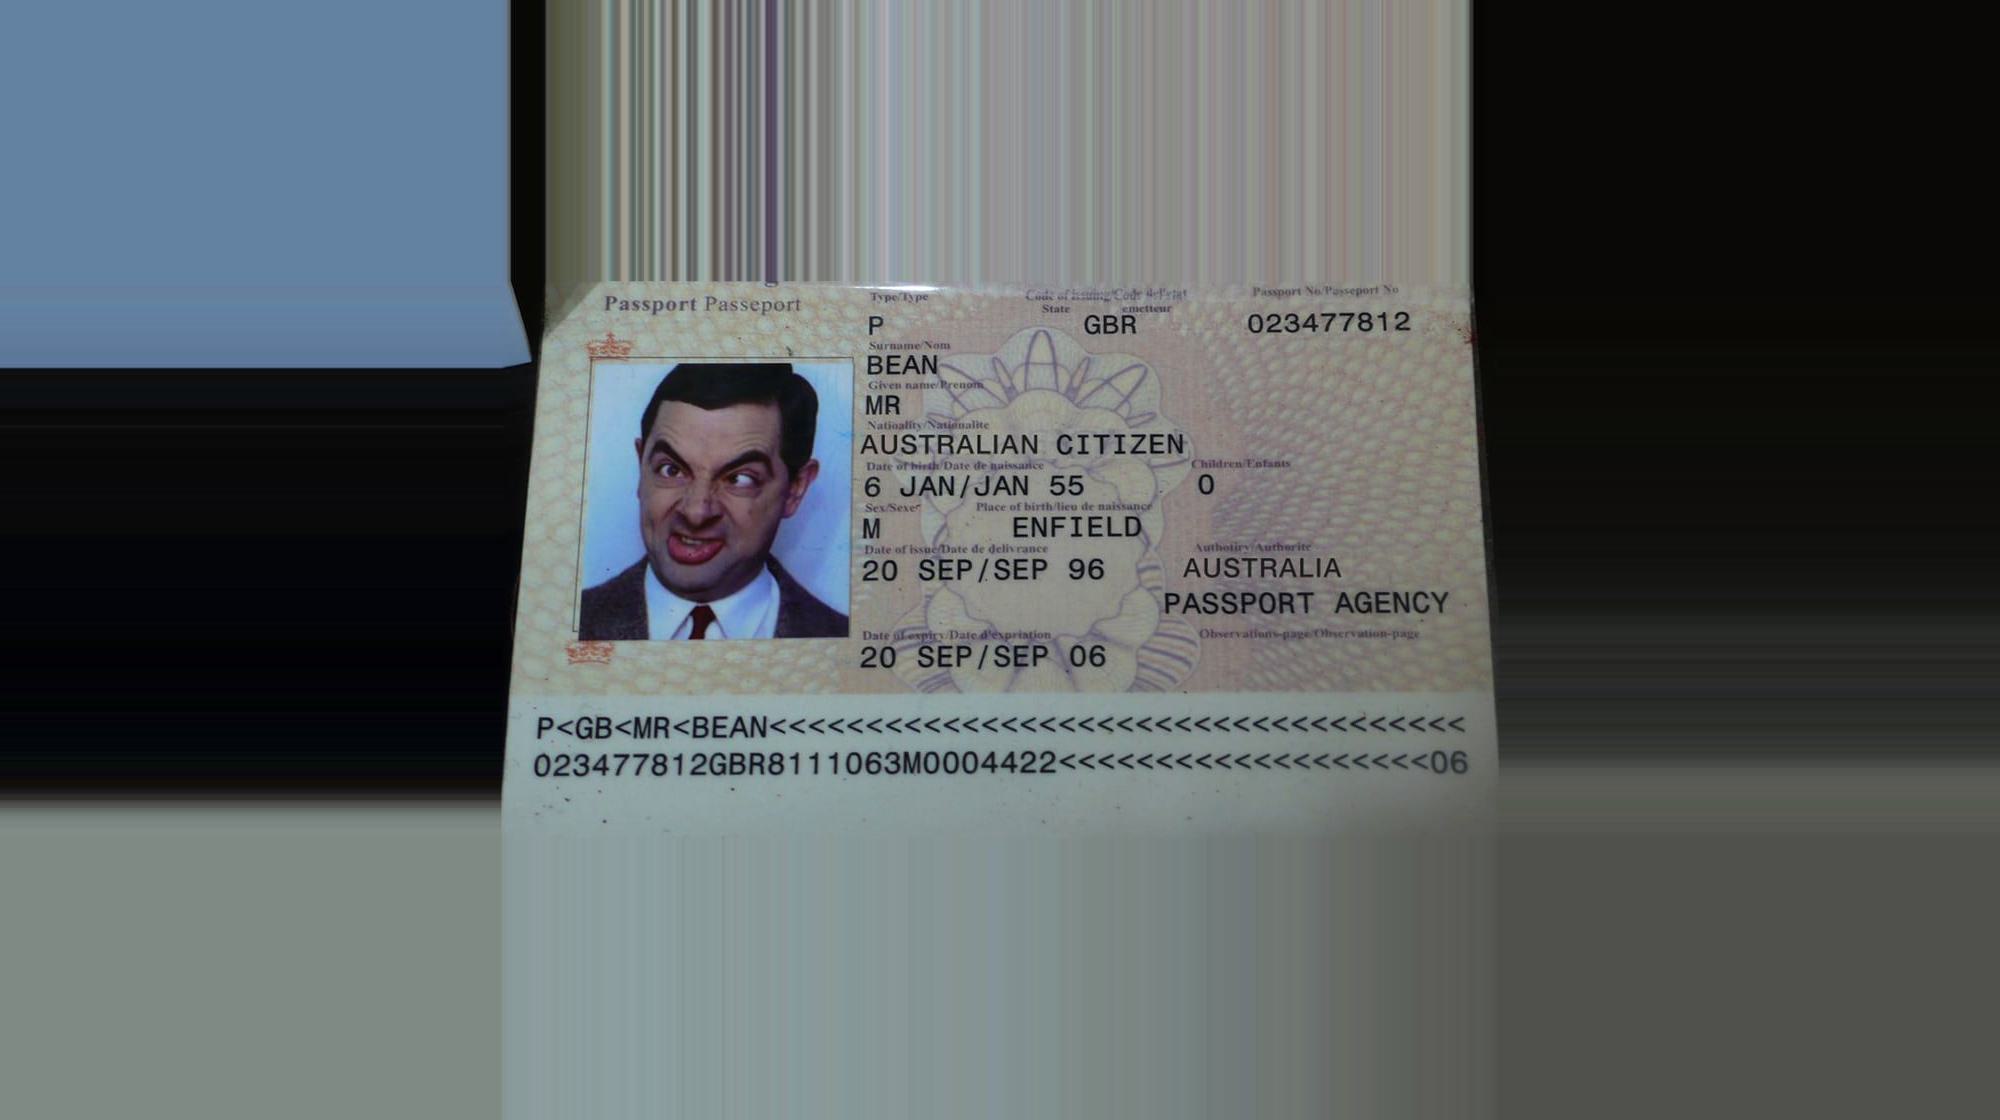 Passport Passeport Type/Type Code of issuing/Code del'etat Passport No/Passeport No
State emetteur
P GBR 023477812
Surname/Nom
BEAN
Given name/Prenom
MR
Natioality/Nationalite
AUSTRALIAN CITIZEN
Date of birth/Date de naissance Children/Enfants
6 JAN/JAN 55 0
Sex/Sexe Place of birth/lieu de naissance
M ENFIELD
Date of issue/Date de delivrance Authotiry/Authorite
20 SEP/SEP 96 AUSTRALIA
PASSPORT AGENCY
Date of expiry/Date d'expriation Observations-page/Observation-page
20 SEP/SEP 06
P<GB<MR<BEAN<<<<<<<<<<<<<<<<<<<<<<<<<<<<<<<<<<<<
023477812GBR8111063M0004422<<<<<<<<<<<<<<<<<<<06